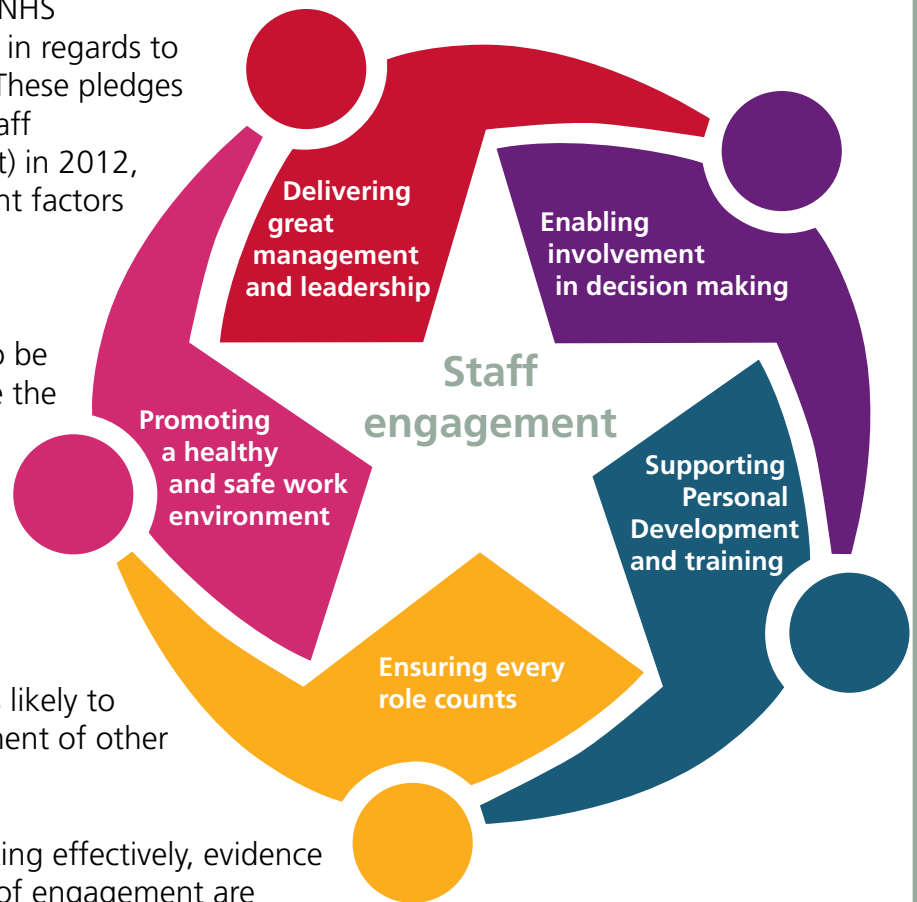 NHS
in regards to
These pledges
aff
t) in 2012,
nt factors
o be
e the
likely to
nent of other
ting effectively, evidence
of engagement are
Delivering
great
management
and leadership
Enabling
involvement
in decision making
Staff
engagement
Promoting
a healthy
and safe work
environment
Supporting
Personal
Development
and training
Ensuring every
role counts